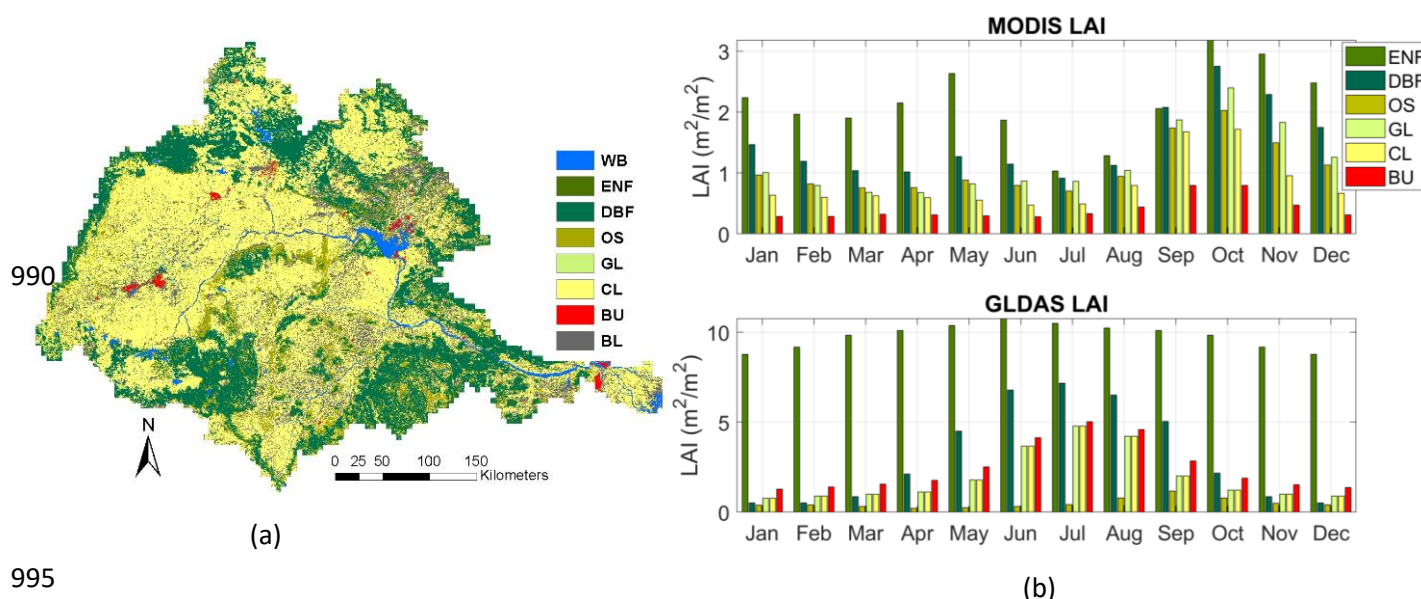 WB
ENF
DBF
OS
GL
CL
BU
BL
990
N
0 25 50 100 150
Kilometers
(a)
995
MODIS LAI
LAI (m²/m²)
3
2
1
0
Jan Feb Mar Apr May Jun Jul Aug Sep Oct Nov Dec
ENF
DBF
OS
GL
CL
BU
GLDAS LAI
LAI (m²/m²)
10
5
0
Jan Feb Mar Apr May Jun Jul Aug Sep Oct Nov Dec
(b)